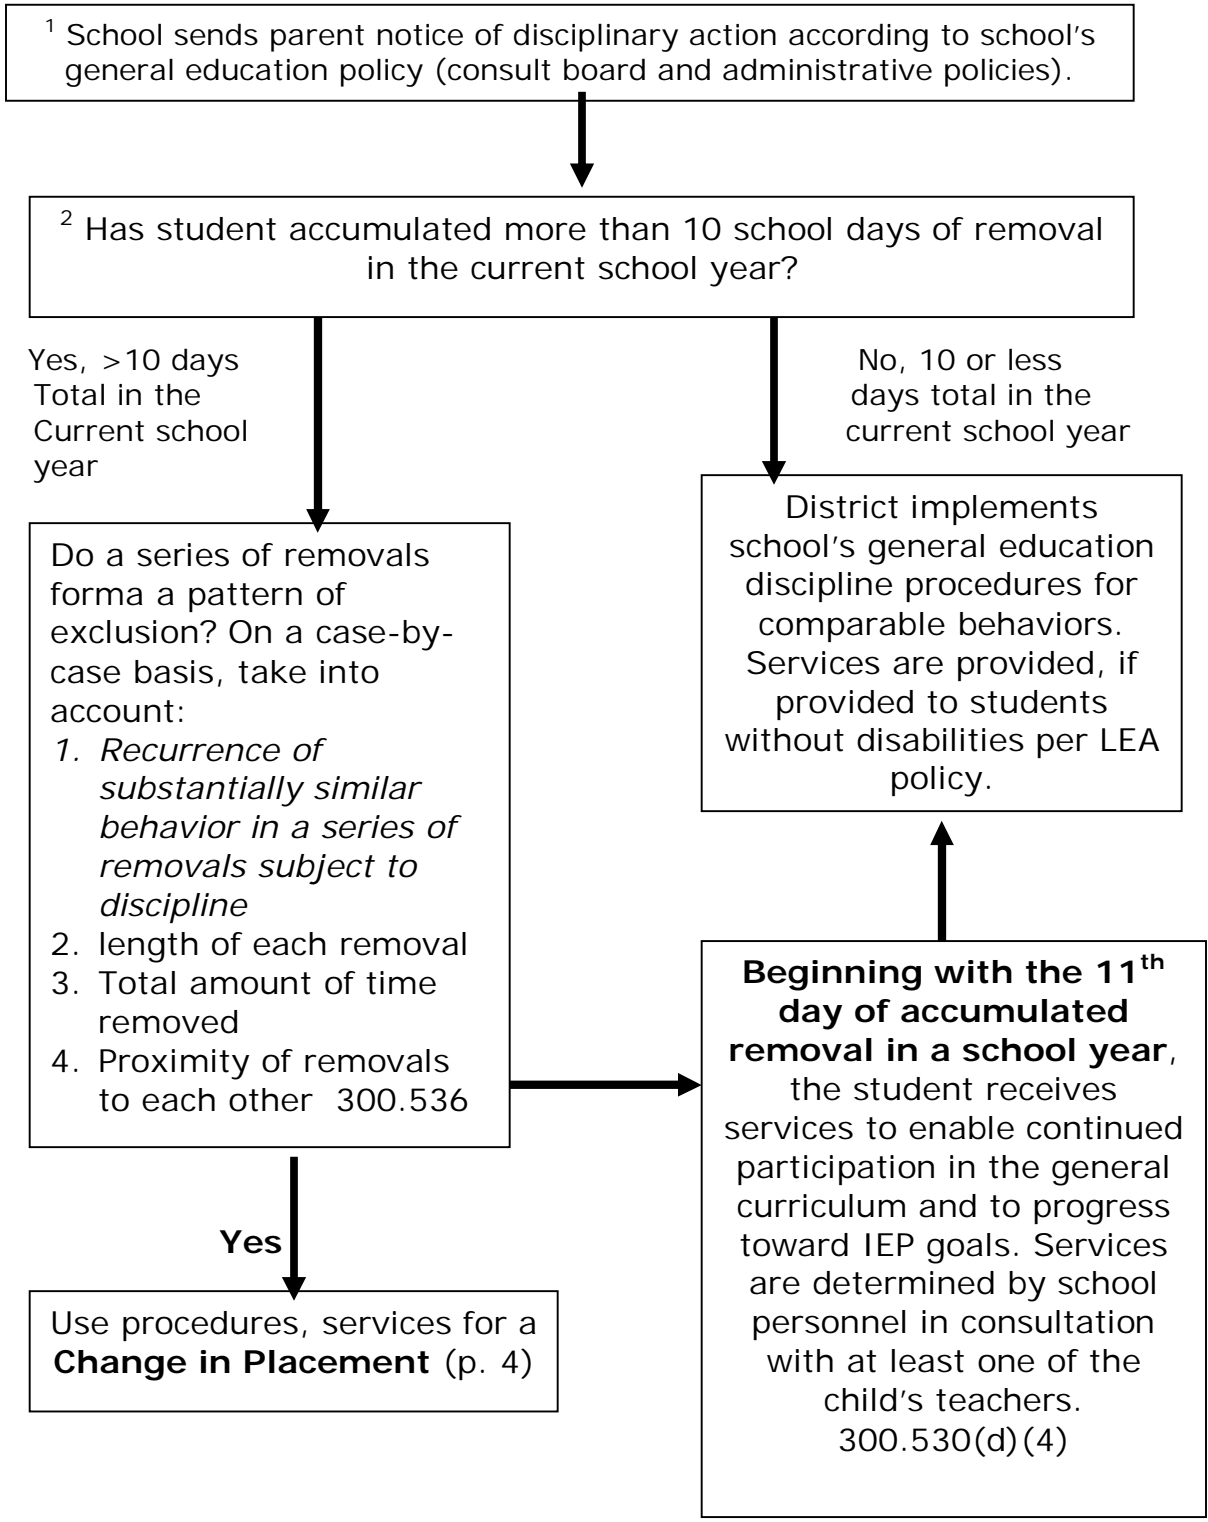 1 School sends parent notice of disciplinary action according to school's
general education policy (consult board and administrative policies).
2 Has student accumulated more than 10 school days of removal
in the current school year?
Yes, >10 days
Total in the
Current school
year
No, 10 or less
days total in the
current school year
Do a series of removals
forma a pattern of
exclusion? On a case-by-
case basis, take into
account:
1. Recurrence of
substantially similar
behavior in a series of
removals subject to
discipline
2. length of each removal
3. Total amount of time
removed
4. Proximity of removals
to each other 300.536
District implements
school's general education
discipline procedures for
comparable behaviors.
Services are provided, if
provided to students
without disabilities per LEA
policy.
Yes
Use procedures, services for a
Change in Placement (p. 4)
Beginning with the 11th
day of accumulated
removal in a school year,
the student receives
services to enable continued
participation in the general
curriculum and to progress
toward IEP goals. Services
are determined by school
personnel in consultation
with at least one of the
child's teachers.
300.530(d)(4)